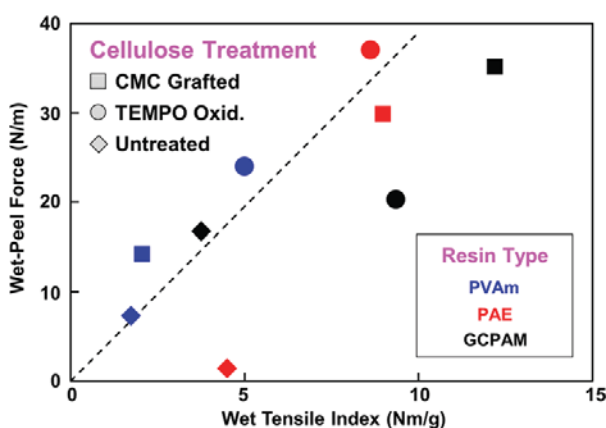 40
30
20
10
0
Wet-Peel Force (N/m)
Cellulose Treatment
CMC Grafted
TEMPO Oxid.
Untreated
Resin Type
PVAm
PAE
GCPAM
0
5
10
15
Wet Tensile Index (Nm/g)